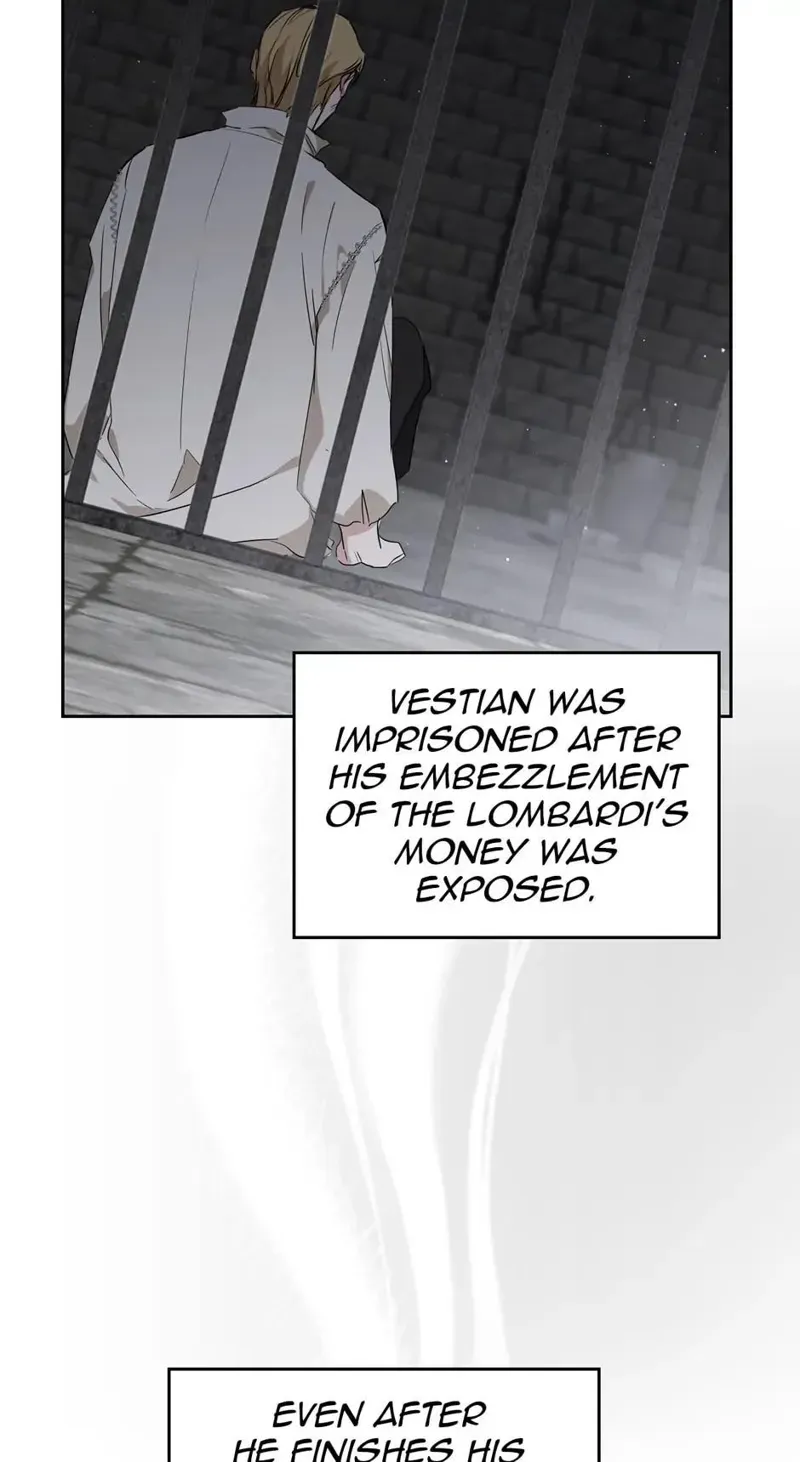 VESTIAN WAS
IMPRISONED AFTER
HIS EMBEZZLEMENT
OF THE LOMBARDI'S
MONEY WAS
EXPOSED.
EVEN AFTER
HE FINISHES HIS